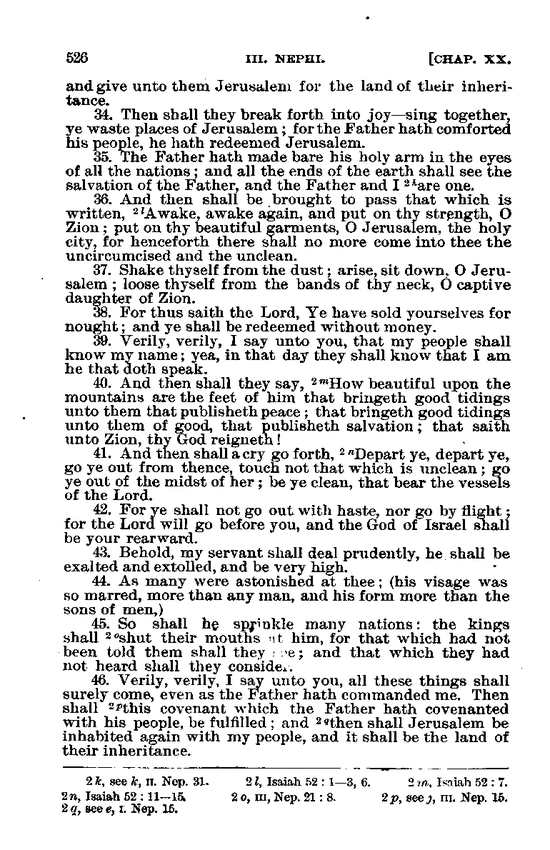 526 III. NEPHI. [CHAP. XX.
and give unto them Jerusalem for the land of their inheri-
tance.
34. Then shall they break forth into joy—sing together,
ye waste places of Jerusalem; for the Father hath comforted
his people, he hath redeemed Jerusalem.
35. The Father hath made bare his holy arm in the eyes
of all the nations; and all the ends of the earth shall see the
salvation of the Father, and the Father and I ²ᵏare one.
36. And then shall be brought to pass that which is
written, ²ˡAwake, awake again, and put on thy strength, O
Zion; put on thy beautiful garments, O Jerusalem, the holy
city, for henceforth there shall no more come into thee the
uncircumcised and the unclean.
37. Shake thyself from the dust; arise, sit down, O Jeru-
salem; loose thyself from the bands of thy neck, O captive
daughter of Zion.
38. For thus saith the Lord, Ye have sold yourselves for
nought; and ye shall be redeemed without money.
39. Verily, verily, I say unto you, that my people shall
know my name; yea, in that day they shall know that I am
he that doth speak.
40. And then shall they say, ²ᵐHow beautiful upon the
mountains are the feet of him that bringeth good tidings
unto them that publisheth peace; that bringeth good tidings
unto them of good, that publisheth salvation; that saith
unto Zion, thy God reigneth!
41. And then shall a cry go forth, ²ⁿDepart ye, depart ye,
go ye out from thence, touch not that which is unclean; go
ye out of the midst of her; be ye clean, that bear the vessels
of the Lord.
42. For ye shall not go out with haste, nor go by flight;
for the Lord will go before you, and the God of Israel shall
be your rearward.
43. Behold, my servant shall deal prudently, he shall be
exalted and extolled, and be very high.
44. As many were astonished at thee; (his visage was
so marred, more than any man, and his form more than the
sons of men,)
45. So shall he sprinkle many nations: the kings
shall ²ᵒshut their mouths at him, for that which had not
been told them shall they see; and that which they had
not heard shall they consider.
46. Verily, verily, I say unto you, all these things shall
surely come, even as the Father hath commanded me. Then
shall ²ᵖthis covenant which the Father hath covenanted
with his people, be fulfilled; and ²qthen shall Jerusalem be
inhabited again with my people, and it shall be the land of
their inheritance.
2k, see k, II. Nep. 31. 2l, Isaiah 52:1—3, 6. 2m, Isaiah 52:7.
2n, Isaiah 52:11—15. 2o, III, Nep. 21:8. 2p, see j, III. Nep. 15.
2q, see e, I. Nep. 15.